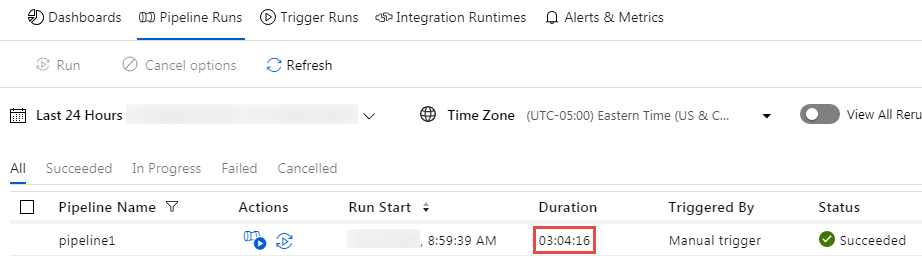 Dashboards Pipeline Runs Trigger Runs Integration Runtimes Alerts & Metrics
Run Cancel options Refresh
Last 24 Hours Time Zone (UTC-05:00) Eastern Time (US & C... View All Reru
All Succeeded In Progress Failed Cancelled
Pipeline Name Actions Run Start Duration Triggered By Status
pipeline1 , 8:59:39 AM 03:04:16 Manual trigger Succeeded